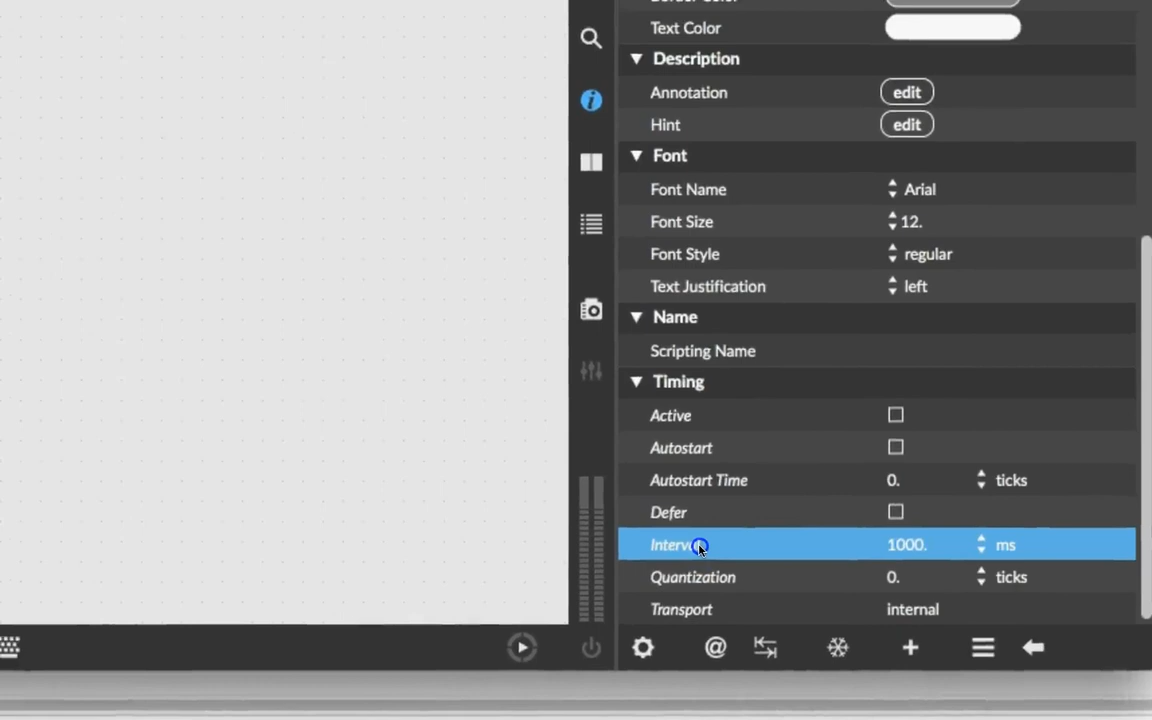 Text Color
Description
Annotation edit
Hint edit
Font
Font Name Arial
Font Size 12.
Font Style regular
Text Justification left
Name
Scripting Name
Timing
Active
Autostart
Autostart Time 0. ticks
Defer
1000. ms
Quantization 0. ticks
Transport internal